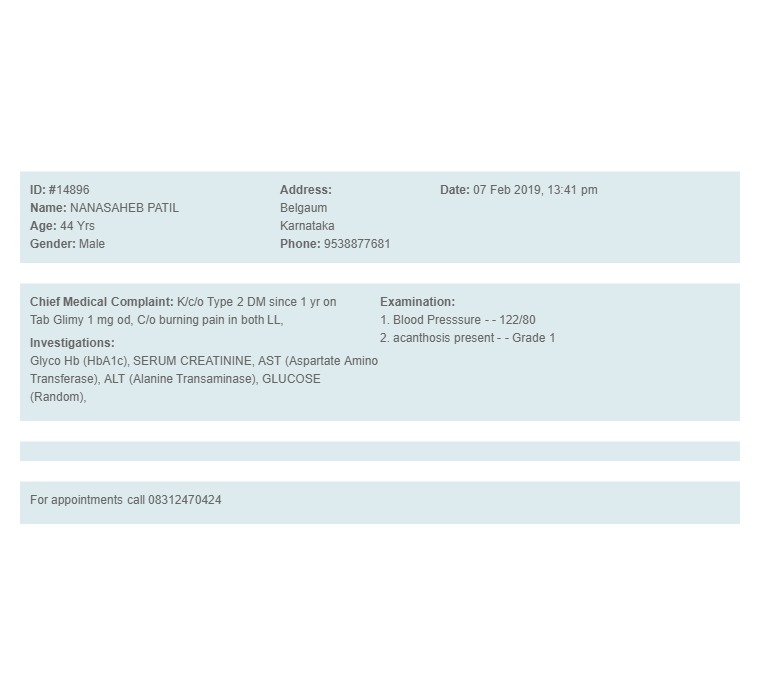 ID: #14896
Name: NANASAHEB PATIL
Age: 44 Yrs
Gender: Male
Address:
Belgaum
Karnataka
Phone: 9538877681
Date: 07 Feb 2019, 13:41 pm
Chief Medical Complaint: K/c/o Type 2 DM since 1 yr on
Tab Glimy 1 mg od, C/o burning pain in both LL,
Investigations:
Glyco Hb (HbA1c), SERUM CREATININE, AST (Aspartate Amino
Transferase), ALT (Alanine Transaminase), GLUCOSE
(Random),
Examination:
1. Blood Presssure - - 122/80
2. acanthosis present - - Grade 1
For appointments call 08312470424